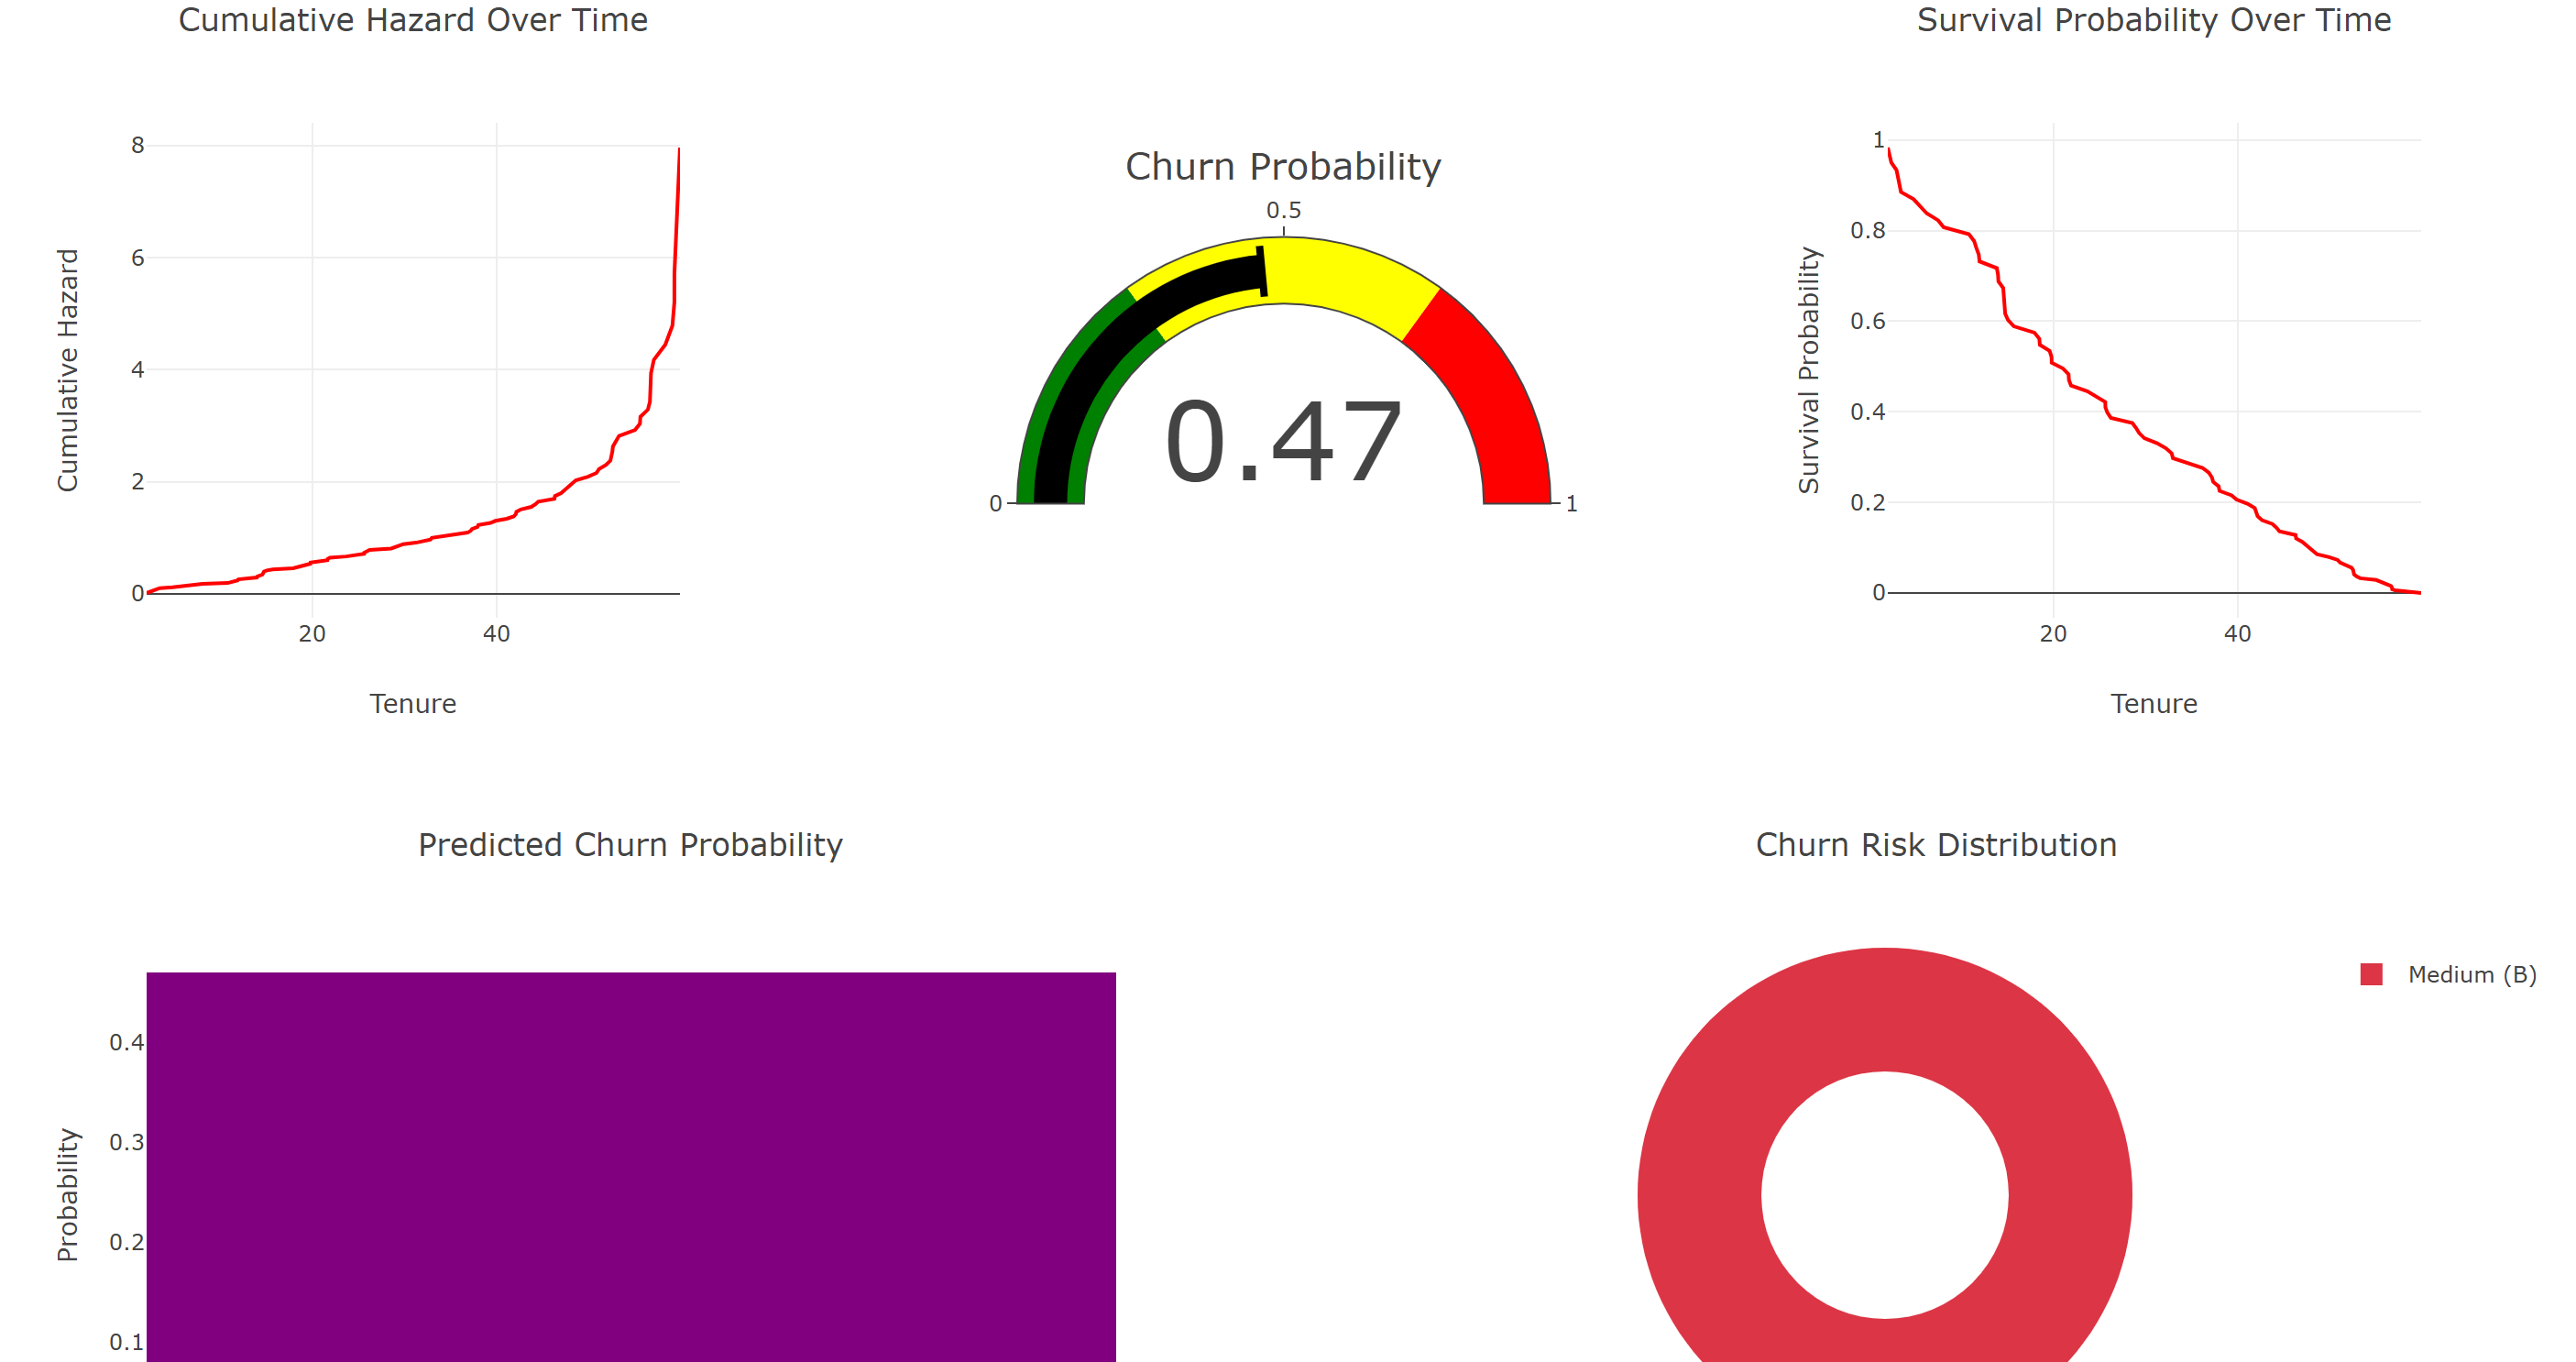 Cumulative Hazard Over Time
8
6
4
2
0
Cumulative Hazard
20 40
Tenure
Churn Probability
0.5
0.47
0 1
Survival Probability Over Time
1
0.8
0.6
0.4
0.2
0
Survival Probability
20 40
Tenure
Predicted Churn Probability
0.4
0.3
0.2
0.1
Probability
Churn Risk Distribution
Medium (B)